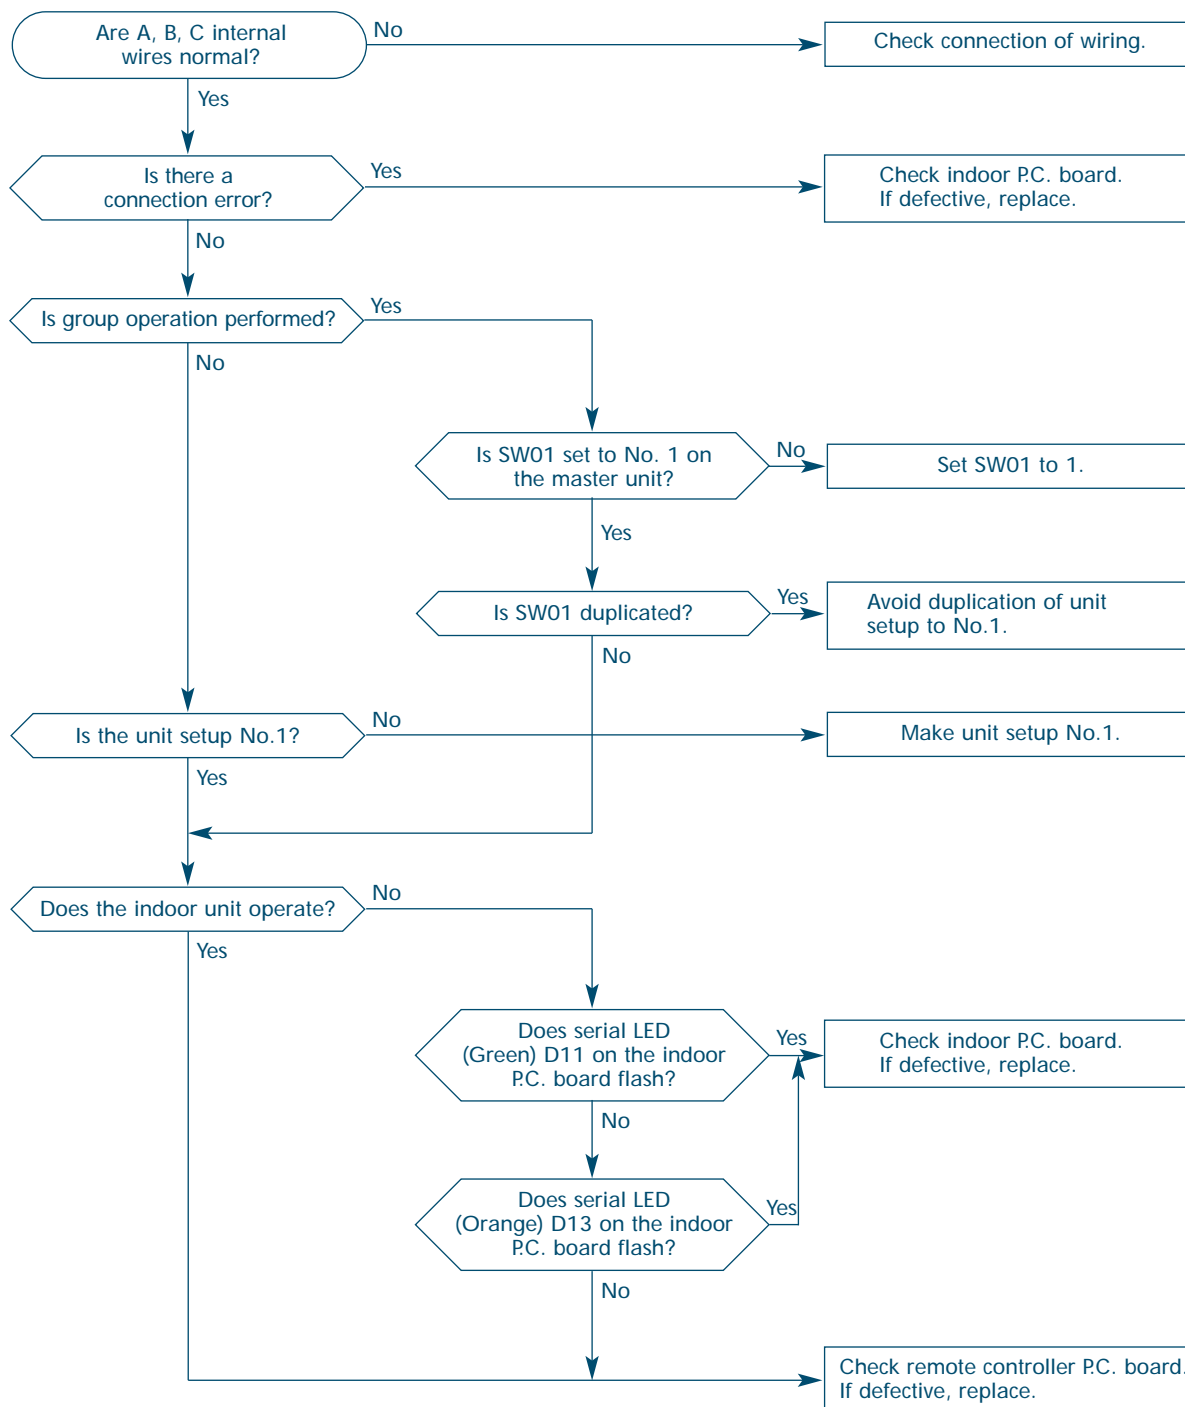 Are A, B, C internal
wires normal?
No
Check connection of wiring.
Yes
Is there a
connection error?
Yes
Check indoor P.C. board.
If defective, replace.
No
Is group operation performed?
Yes
No
Is SW01 set to No. 1 on
the master unit?
No
Set SW01 to 1.
Yes
Is SW01 duplicated?
Yes
Avoid duplication of unit
setup to No.1.
No
Is the unit setup No.1?
No
Make unit setup No.1.
Yes
Does the indoor unit operate?
No
Yes
Does serial LED
(Green) D11 on the indoor
P.C. board flash?
Yes
Check indoor P.C. board.
If defective, replace.
No
Does serial LED
(Orange) D13 on the indoor
P.C. board flash?
Yes
No
Check remote controller P.C. board.
If defective, replace.